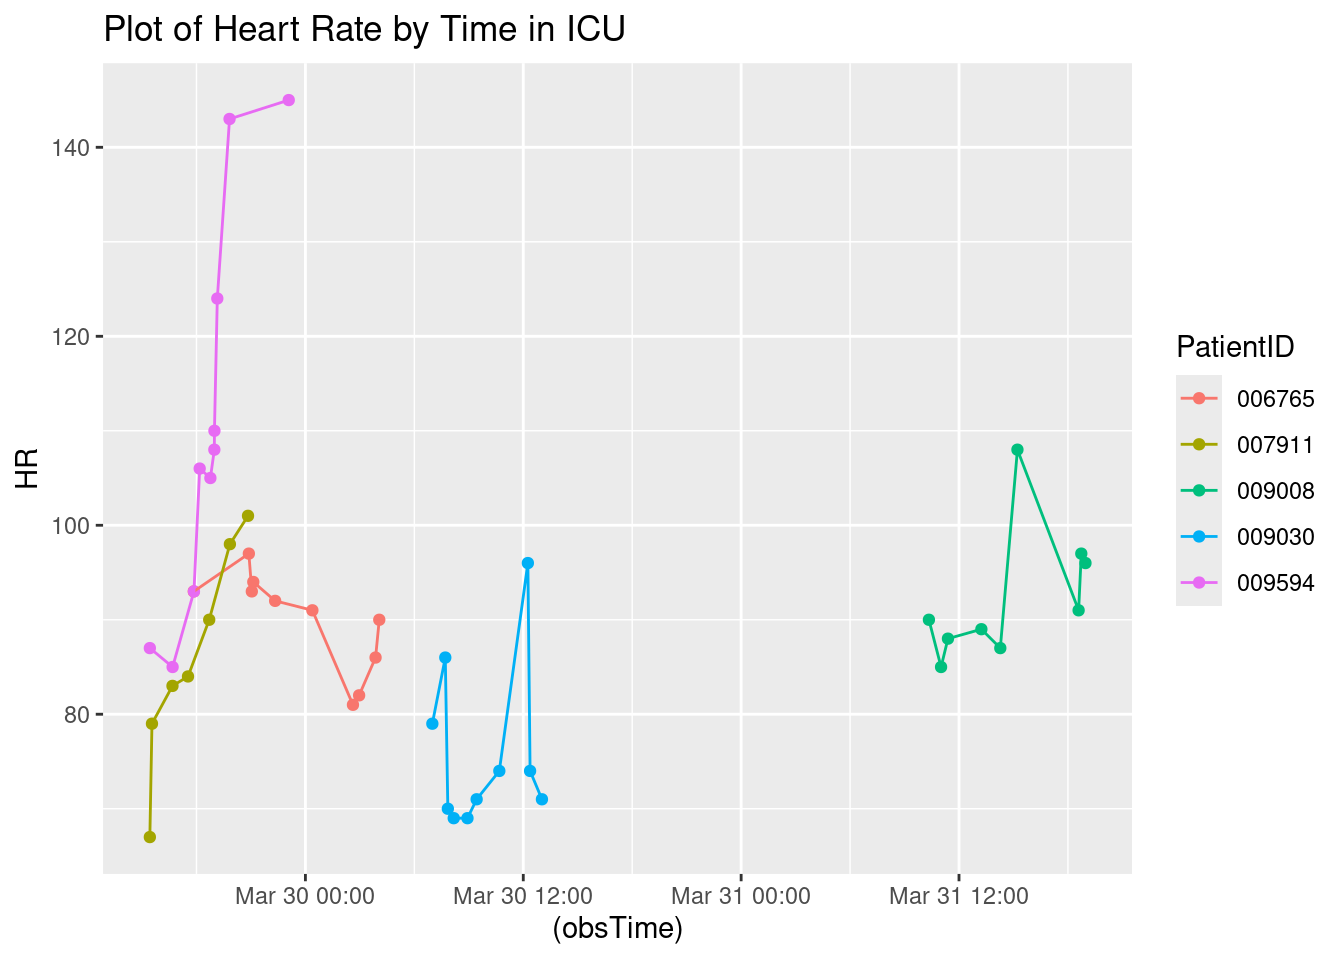 Plot of Heart Rate by Time in ICU
140
120
100
80
HR
Mar 30 00:00
Mar 30 12:00
Mar 31 00:00
Mar 31 12:00
(obsTime)
PatientID
006765
007911
009008
009030
009594